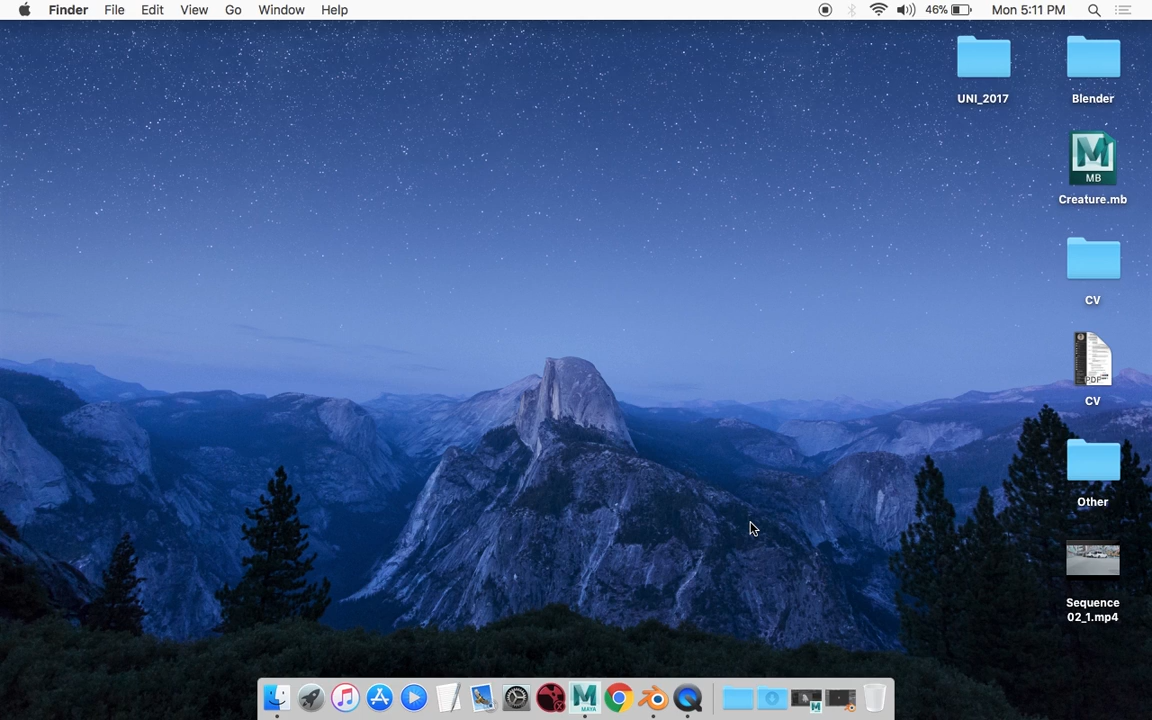 Finder File Edit View Go Window Help 46% Mon 5:11 PM
UNI_2017 Blender
MB
Creature.mb
CV
PDF
CV
Other
Sequence
02_1.mp4
MAYA